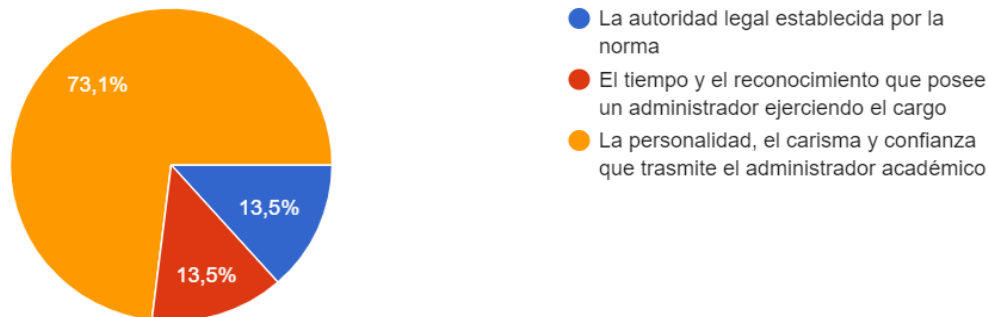 73,1%
13,5%
13,5%
La autoridad legal establecida por la
norma
El tiempo y el reconocimiento que posee
un administrador ejerciendo el cargo
La personalidad, el carisma y confianza
que trasmite el administrador académico